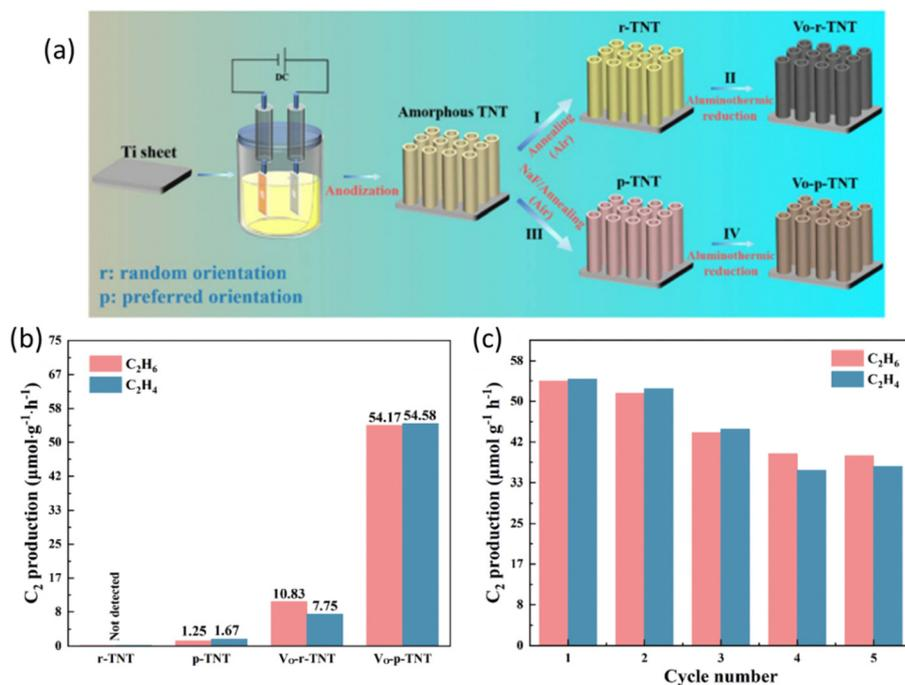 (a)
DC
Ti sheet
Anodization
Amorphous TNT
I
Annealing
(Air)
NaF/Annealing
(Air)
III
r-TNT
II
Aluminothermic
reduction
Vo-r-TNT
p-TNT
IV
Aluminothermic
reduction
Vo-p-TNT
r: random orientation
p: preferred orientation
(b)
C₂ production (μmol·g⁻¹·h⁻¹)
75
67
58
50
42
33
25
17
8
0
C₂H₆
C₂H₄
Not detected
1.25 1.67
10.83
7.75
54.17 54.58
r-TNT p-TNT V₀-r-TNT V₀-p-TNT
(c)
C₂ production (μmol g⁻¹ h⁻¹)
58
50
42
33
25
17
8
0
C₂H₆
C₂H₄
1 2 3 4 5
Cycle number